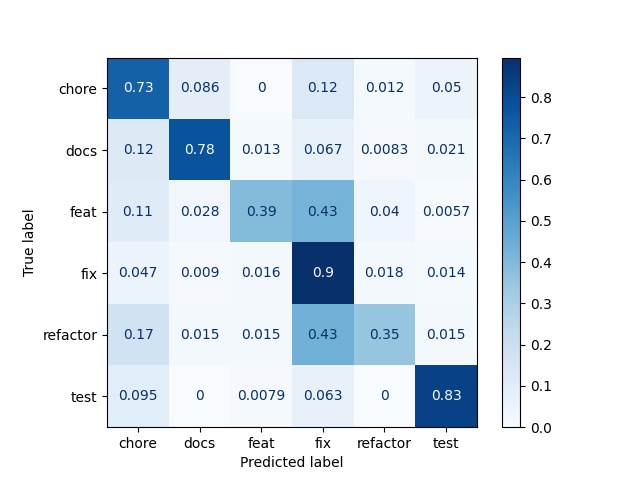 chore 0.73 0.086 0 0.12 0.012 0.05
docs 0.12 0.78 0.013 0.067 0.0083 0.021
feat 0.11 0.028 0.39 0.43 0.04 0.0057
fix 0.047 0.009 0.016 0.9 0.018 0.014
refactor 0.17 0.015 0.015 0.43 0.35 0.015
test 0.095 0 0.0079 0.063 0 0.83
chore docs feat fix refactor test
Predicted label
True label
0.8
0.7
0.6
0.5
0.4
0.3
0.2
0.1
0.0